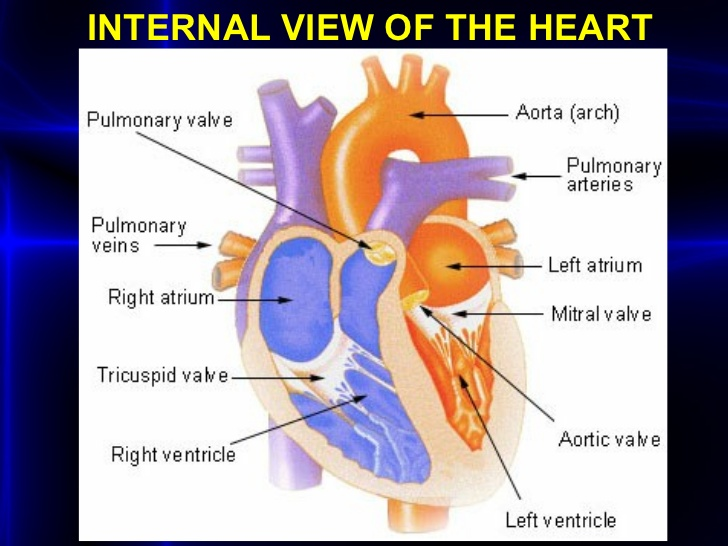 INTERNAL VIEW OF THE HEART
Pulmonary valve
Aorta (arch)
Pulmonary
arteries
Pulmonary
veins
Left atrium
Right atrium
Mitral valve
Tricuspid valve
Aortic valve
Right ventricle
Left ventricle